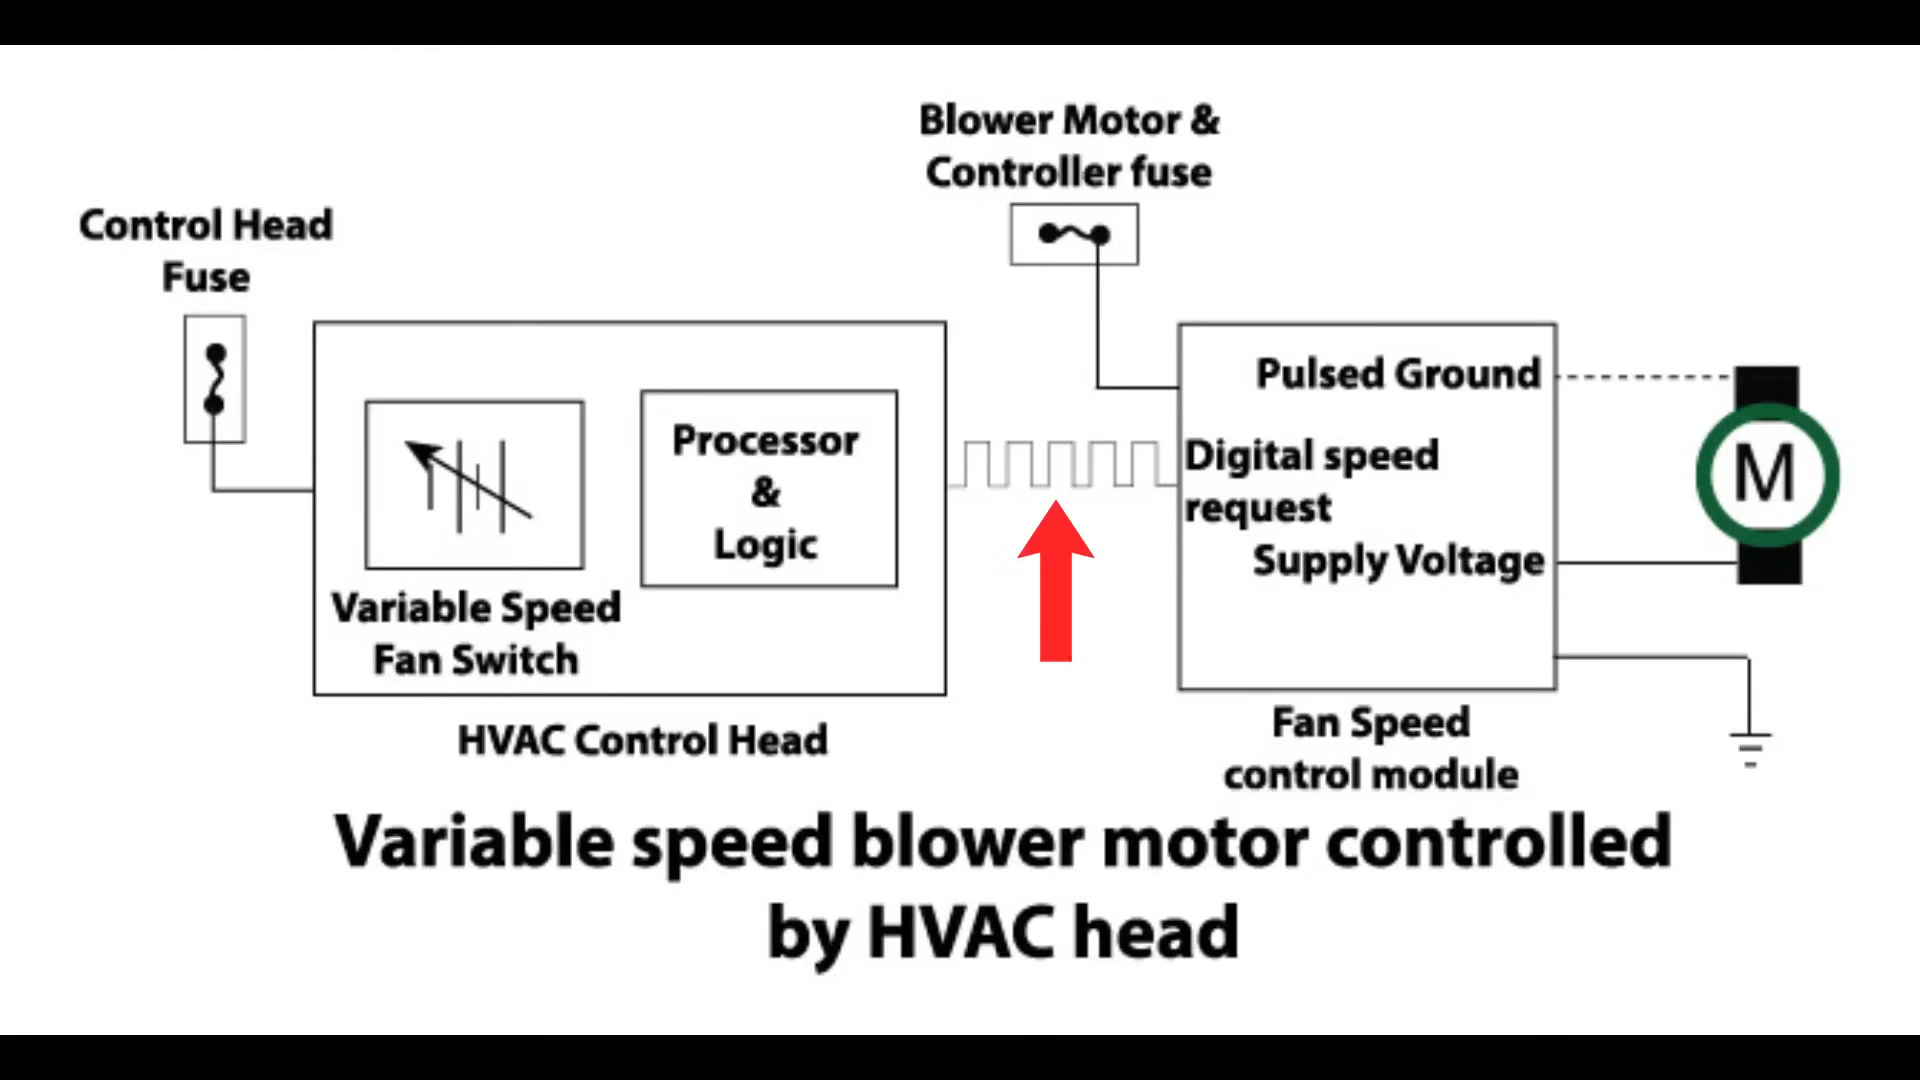 Blower Motor &
Controller fuse
Control Head
Fuse
Pulsed Ground
Processor
&
Logic
Digital speed
request
M
Supply Voltage
Variable Speed
Fan Switch
HVAC Control Head
Fan Speed
control module
Variable speed blower motor controlled
by HVAC head